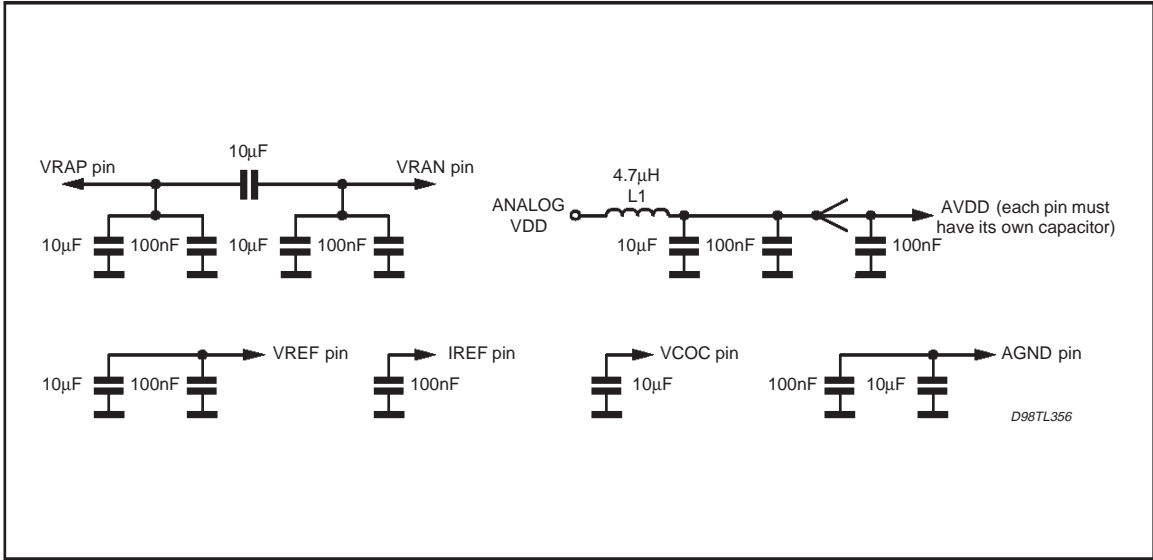 10μF
VRAP pin
VRAN pin
10μF
100nF
10μF
100nF
4.7μH
L1
ANALOG
VDD
10μF
100nF
100nF
AVDD (each pin must
have its own capacitor)
VREF pin
10μF
100nF
IREF pin
100nF
VCOC pin
10μF
AGND pin
100nF
10μF
D98TL356